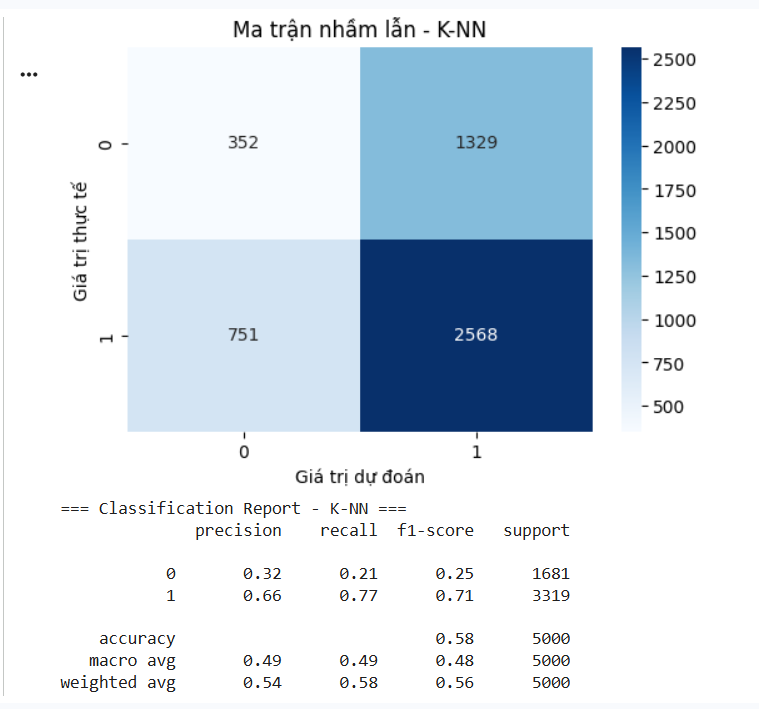 Ma trận nhầm lẫn - K-NN
...
Giá trị thực tế
0
352
1329
1
751
2568
0
1
Giá trị dự đoán
2500
2250
2000
1750
1500
1250
1000
750
500
=== Classification Report - K-NN ===
precision recall f1-score support
0 0.32 0.21 0.25 1681
1 0.66 0.77 0.71 3319
accuracy 0.58 5000
macro avg 0.49 0.49 0.48 5000
weighted avg 0.54 0.58 0.56 5000